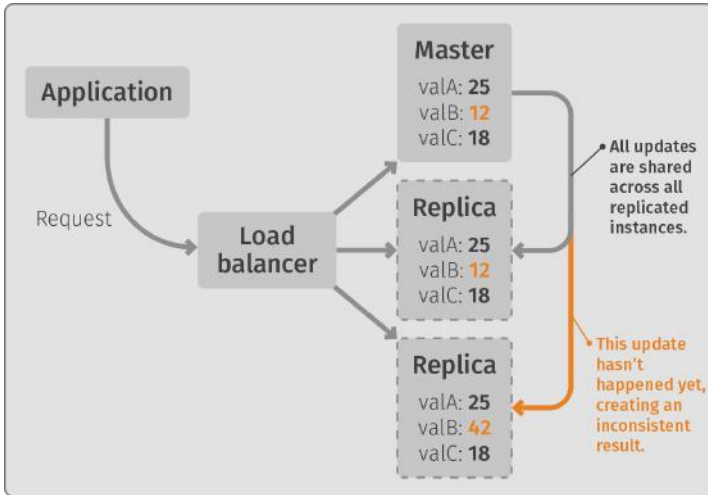 Application
Request
Load
balancer
Master
valA: 25
valB: 12
valC: 18
Replica
valA: 25
valB: 12
valC: 18
Replica
valA: 25
valB: 42
valC: 18
All updates
are shared
across all
replicated
instances.
This update
hasn't
happened yet,
creating an
inconsistent
result.